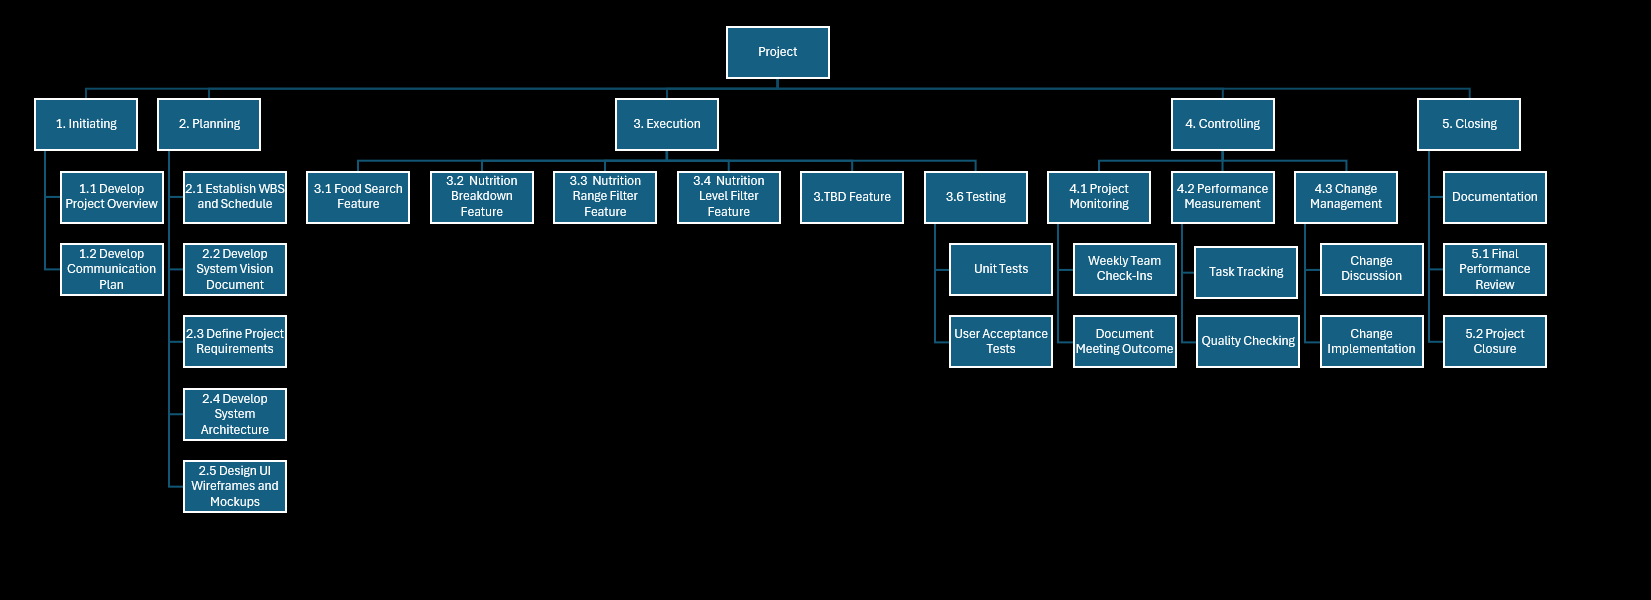 Project
1. Initiating
2. Planning
3. Execution
4. Controlling
5. Closing
1.1 Develop
Project Overview
1.2 Develop
Communication
Plan
2.1 Establish WBS
and Schedule
2.2 Develop
System Vision
Document
2.3 Define Project
Requirements
2.4 Develop
System
Architecture
2.5 Design UI
Wireframes and
Mockups
3.1 Food Search
Feature
3.2 Nutrition
Breakdown
Feature
3.3 Nutrition
Range Filter
Feature
3.4 Nutrition
Level Filter
Feature
3.TBD Feature
3.6 Testing
Unit Tests
User Acceptance
Tests
4.1 Project
Monitoring
Weekly Team
Check-Ins
Document
Meeting Outcome
4.2 Performance
Measurement
Task Tracking
Quality Checking
4.3 Change
Management
Change
Discussion
Change
Implementation
Documentation
5.1 Final
Performance
Review
5.2 Project
Closure